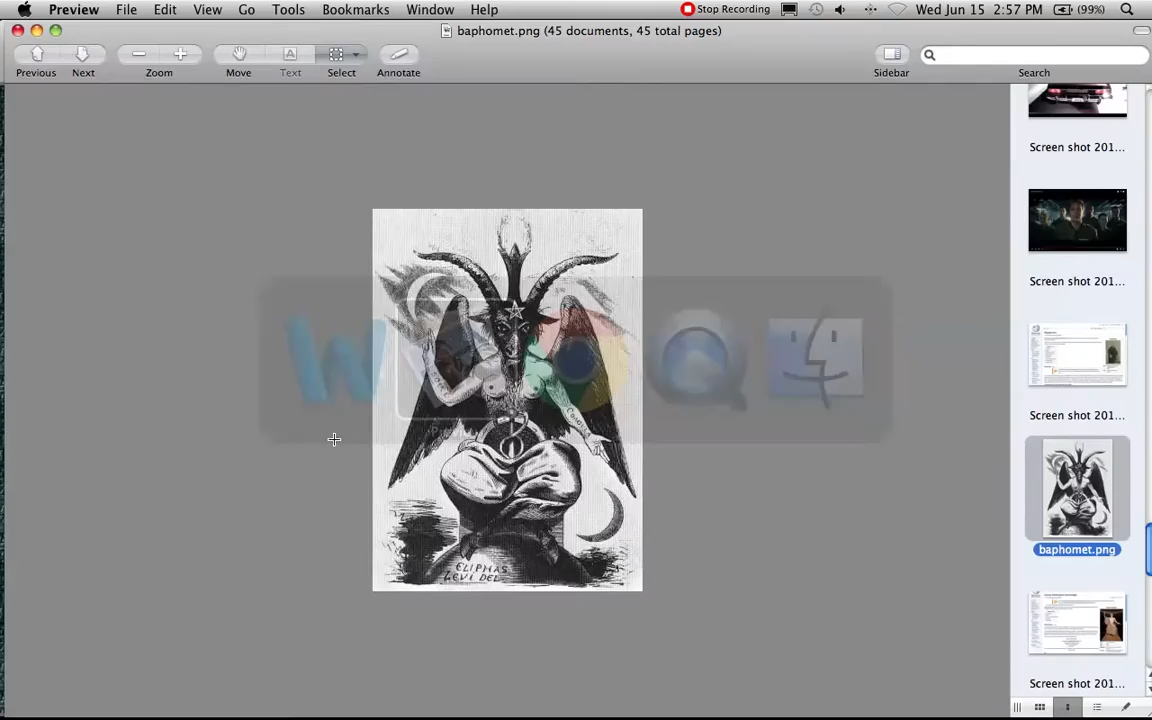 Preview File Edit View Go Tools Bookmarks Window Help Stop Recording Wed Jun 15 2:57 PM (99%)
baphomet.png (45 documents, 45 total pages)
Previous Next Zoom Move Text Select Annotate Sidebar Search
Screen shot 201...
Screen shot 201...
Screen shot 201...
baphomet.png
Screen shot 201...
ELIPHAS
LEVI DEL